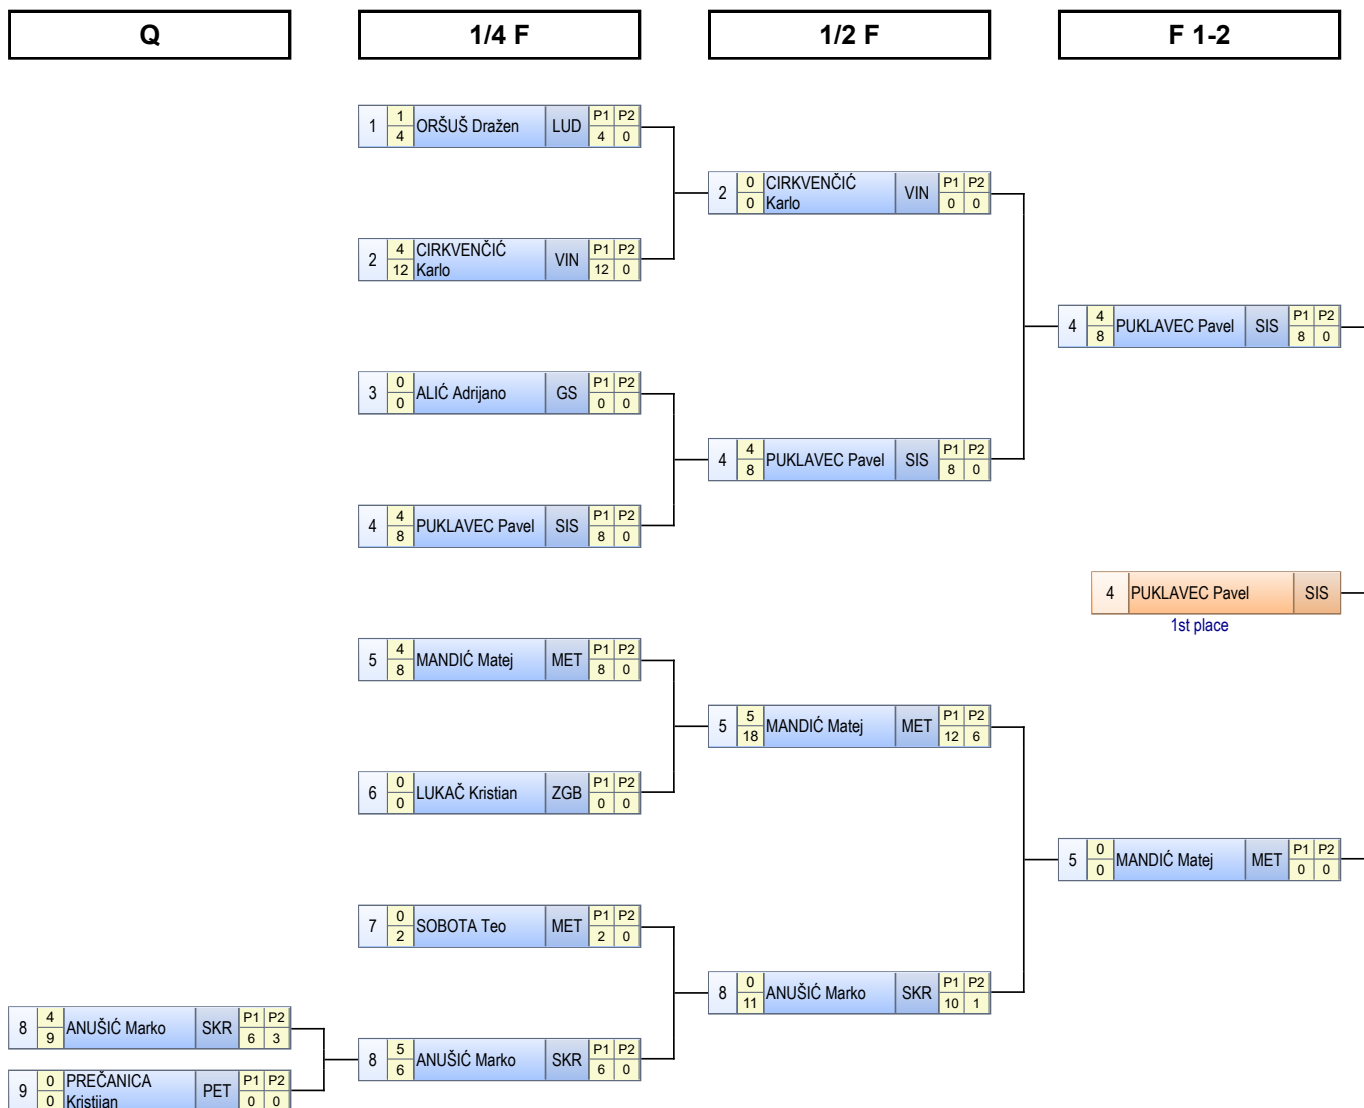 Q
1/4 F
1/2 F
F 1-2
1 1 4 ORŠUŠ Dražen LUD P1 P2 4 0
2 0 0 CIRKVENČIĆ Karlo VIN P1 P2 0 0
2 4 12 CIRKVENČIĆ Karlo VIN P1 P2 12 0
4 4 8 PUKLAVEC Pavel SIS P1 P2 8 0
3 0 0 ALIĆ Adrijano GS P1 P2 0 0
4 4 8 PUKLAVEC Pavel SIS P1 P2 8 0
4 4 8 PUKLAVEC Pavel SIS P1 P2 8 0
4 PUKLAVEC Pavel SIS
1st place
5 4 8 MANDIĆ Matej MET P1 P2 8 0
5 5 18 MANDIĆ Matej MET P1 P2 12 6
6 0 0 LUKAČ Kristian ZGB P1 P2 0 0
5 0 0 MANDIĆ Matej MET P1 P2 0 0
7 0 2 SOBOTA Teo MET P1 P2 2 0
8 0 11 ANUŠIĆ Marko SKR P1 P2 10 1
8 4 9 ANUŠIĆ Marko SKR P1 P2 6 3
8 5 6 ANUŠIĆ Marko SKR P1 P2 6 0
9 0 0 PREČANICA Kristijan PET P1 P2 0 0